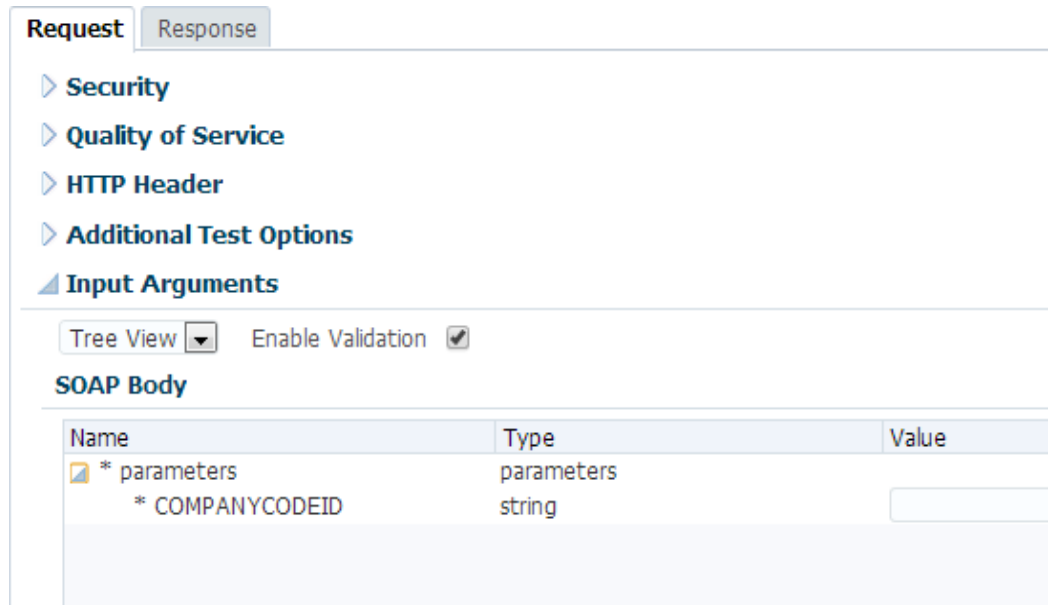 Request Response
Security
Quality of Service
HTTP Header
Additional Test Options
Input Arguments
Tree View Enable Validation
SOAP Body
Name Type Value
* parameters parameters
* COMPANYCODEID string